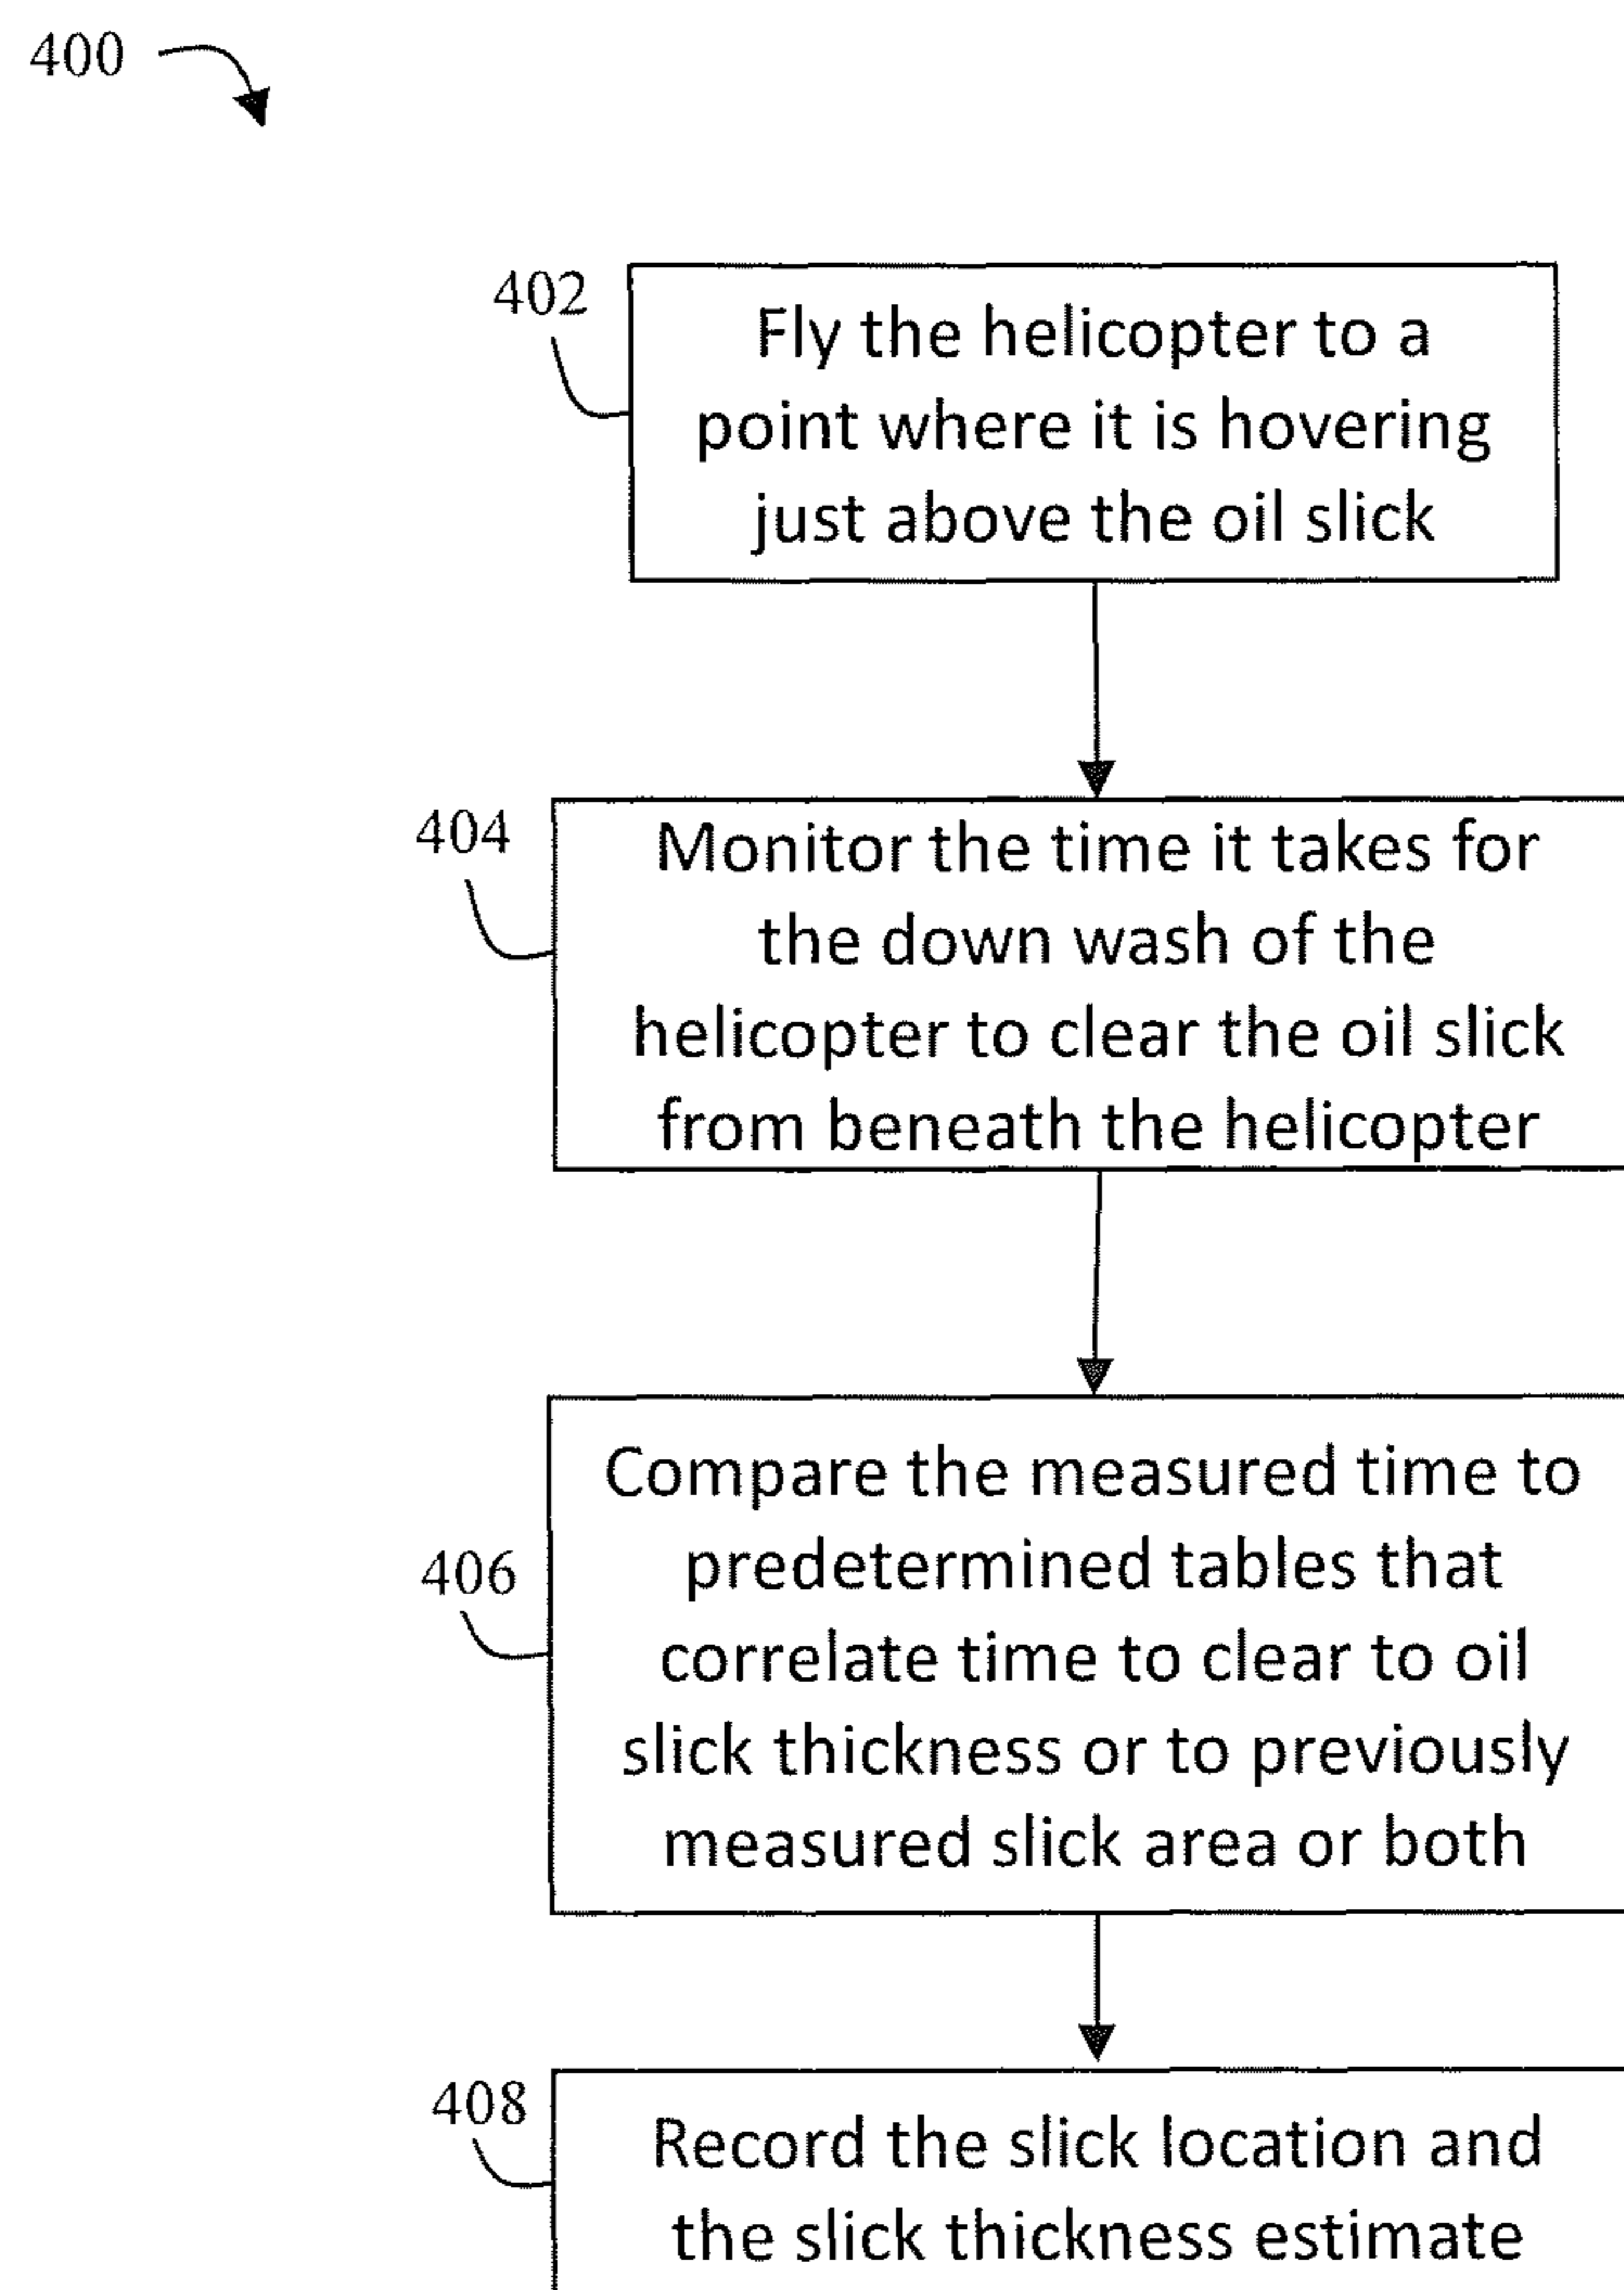 400
402
Fly the helicopter to a
point where it is hovering
just above the oil slick
404
Monitor the time it takes for
the down wash of the
helicopter to clear the oil slick
from beneath the helicopter
406
Compare the measured time to
predetermined tables that
correlate time to clear to oil
slick thickness or to previously
measured slick area or both
408
Record the slick location and
the slick thickness estimate